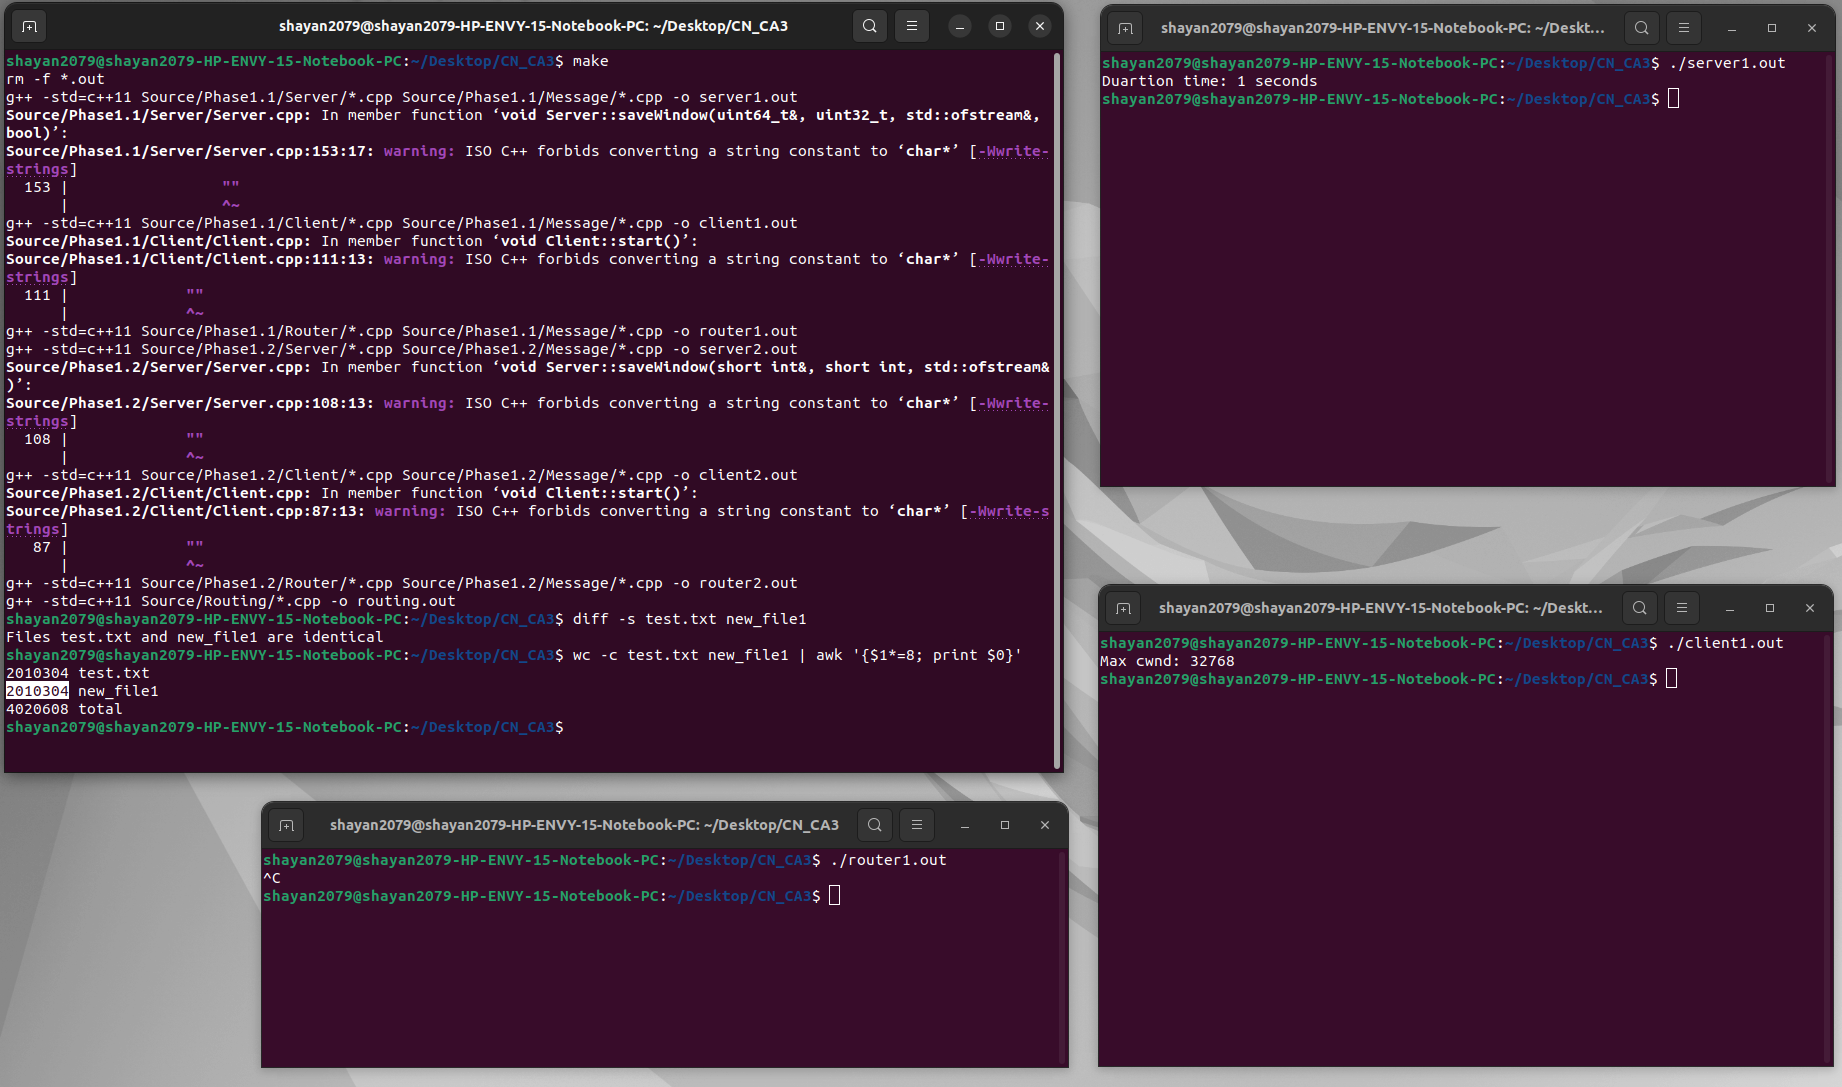 shayan2079@shayan2079-HP-ENVY-15-Notebook-PC: ~/Desktop/CN_CA3
shayan2079@shayan2079-HP-ENVY-15-Notebook-PC:~/Desktop/CN_CA3$ make
rm -f *.out
g++ -std=c++11 Source/Phase1.1/Server/*.cpp Source/Phase1.1/Message/*.cpp -o server1.out
Source/Phase1.1/Server/Server.cpp: In member function ‘void Server::saveWindow(uint64_t&, uint32_t, std::ofstream&,
bool)’:
Source/Phase1.1/Server/Server.cpp:153:17: warning: ISO C++ forbids converting a string constant to ‘char*’ [-Wwrite-
strings]
153 | ""
| ^~
g++ -std=c++11 Source/Phase1.1/Client/*.cpp Source/Phase1.1/Message/*.cpp -o client1.out
Source/Phase1.1/Client/Client.cpp: In member function ‘void Client::start()’:
Source/Phase1.1/Client/Client.cpp:111:13: warning: ISO C++ forbids converting a string constant to ‘char*’ [-Wwrite-
strings]
111 | ""
| ^~
g++ -std=c++11 Source/Phase1.1/Router/*.cpp Source/Phase1.1/Message/*.cpp -o router1.out
g++ -std=c++11 Source/Phase1.2/Server/*.cpp Source/Phase1.2/Message/*.cpp -o server2.out
Source/Phase1.2/Server/Server.cpp: In member function ‘void Server::saveWindow(short int&, short int, std::ofstream&
)’:
Source/Phase1.2/Server/Server.cpp:108:13: warning: ISO C++ forbids converting a string constant to ‘char*’ [-Wwrite-
strings]
108 | ""
| ^~
g++ -std=c++11 Source/Phase1.2/Client/*.cpp Source/Phase1.2/Message/*.cpp -o client2.out
Source/Phase1.2/Client/Client.cpp: In member function ‘void Client::start()’:
Source/Phase1.2/Client/Client.cpp:87:13: warning: ISO C++ forbids converting a string constant to ‘char*’ [-Wwrite-s
trings]
87 | ""
| ^~
g++ -std=c++11 Source/Phase1.2/Router/*.cpp Source/Phase1.2/Message/*.cpp -o router2.out
g++ -std=c++11 Source/Routing/*.cpp -o routing.out
shayan2079@shayan2079-HP-ENVY-15-Notebook-PC:~/Desktop/CN_CA3$ diff -s test.txt new_file1
Files test.txt and new_file1 are identical
shayan2079@shayan2079-HP-ENVY-15-Notebook-PC:~/Desktop/CN_CA3$ wc -c test.txt new_file1 | awk '{$1*=8; print $0}'
2010304 test.txt
2010304 new_file1
4020608 total
shayan2079@shayan2079-HP-ENVY-15-Notebook-PC:~/Desktop/CN_CA3$
shayan2079@shayan2079-HP-ENVY-15-Notebook-PC: ~/Deskt...
shayan2079@shayan2079-HP-ENVY-15-Notebook-PC:~/Desktop/CN_CA3$ ./server1.out
Duartion time: 1 seconds
shayan2079@shayan2079-HP-ENVY-15-Notebook-PC:~/Desktop/CN_CA3$
shayan2079@shayan2079-HP-ENVY-15-Notebook-PC: ~/Deskt...
shayan2079@shayan2079-HP-ENVY-15-Notebook-PC:~/Desktop/CN_CA3$ ./client1.out
Max cwnd: 32768
shayan2079@shayan2079-HP-ENVY-15-Notebook-PC:~/Desktop/CN_CA3$
shayan2079@shayan2079-HP-ENVY-15-Notebook-PC: ~/Desktop/CN_CA3
shayan2079@shayan2079-HP-ENVY-15-Notebook-PC:~/Desktop/CN_CA3$ ./router1.out
^C
shayan2079@shayan2079-HP-ENVY-15-Notebook-PC:~/Desktop/CN_CA3$